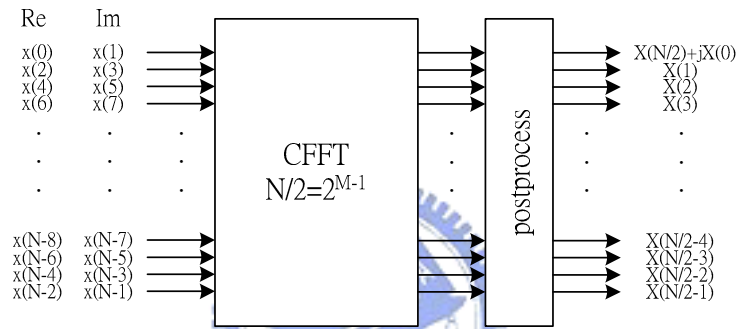 Re Im
x(0) x(1) X(N/2)+jX(0)
x(2) x(3) X(1)
x(4) x(5) X(2)
x(6) x(7) X(3)
CFFT
N/2=2^{M-1}
postprocess
x(N-8) x(N-7) X(N/2-4)
x(N-6) x(N-5) X(N/2-3)
x(N-4) x(N-3) X(N/2-2)
x(N-2) x(N-1) X(N/2-1)